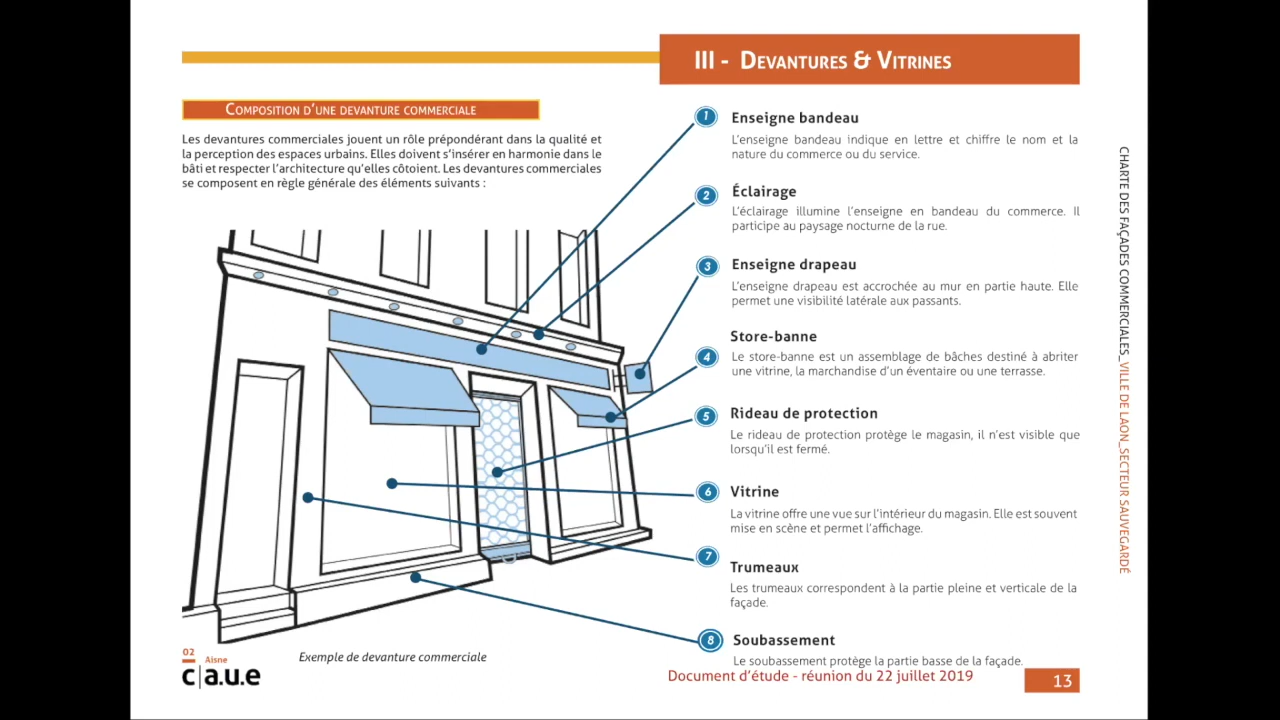 III - Devantures & Vitrines
Composition d'une devanture commerciale
Les devantures commerciales jouent un rôle prépondérant dans la qualité et
la perception des espaces urbains. Elles doivent s'insérer en harmonie dans le
bâti et respecter l'architecture qu'elles côtoient. Les devantures commerciales
se composent en règle générale des éléments suivants :
1
Enseigne bandeau
L'enseigne bandeau indique en lettre et chiffre le nom et la
nature du commerce ou du service.
2
Éclairage
L'éclairage illumine l'enseigne en bandeau du commerce. Il
participe au paysage nocturne de la rue.
3
Enseigne drapeau
L'enseigne drapeau est accrochée au mur en partie haute. Elle
permet une visibilité latérale aux passants.
4
Store-banne
Le store-banne est un assemblage de bâches destiné à abriter
une vitrine, la marchandise d'un éventaire ou une terrasse.
5
Rideau de protection
Le rideau de protection protège le magasin, il n'est visible que
lorsqu'il est fermé.
6
Vitrine
La vitrine offre une vue sur l'intérieur du magasin. Elle est souvent
mise en scène et permet l'affichage.
7
Trumeaux
Les trumeaux correspondent à la partie pleine et verticale de la
façade.
8
Soubassement
Le soubassement protège la partie basse de la façade.
Exemple de devanture commerciale
02
Aisne
c|a.u.e
Document d'étude - réunion du 22 juillet 2019
13
CHARTE DES FAÇADES COMMERCIALES_VILLE DE LAON_SECTEUR SAUVEGARDÉ